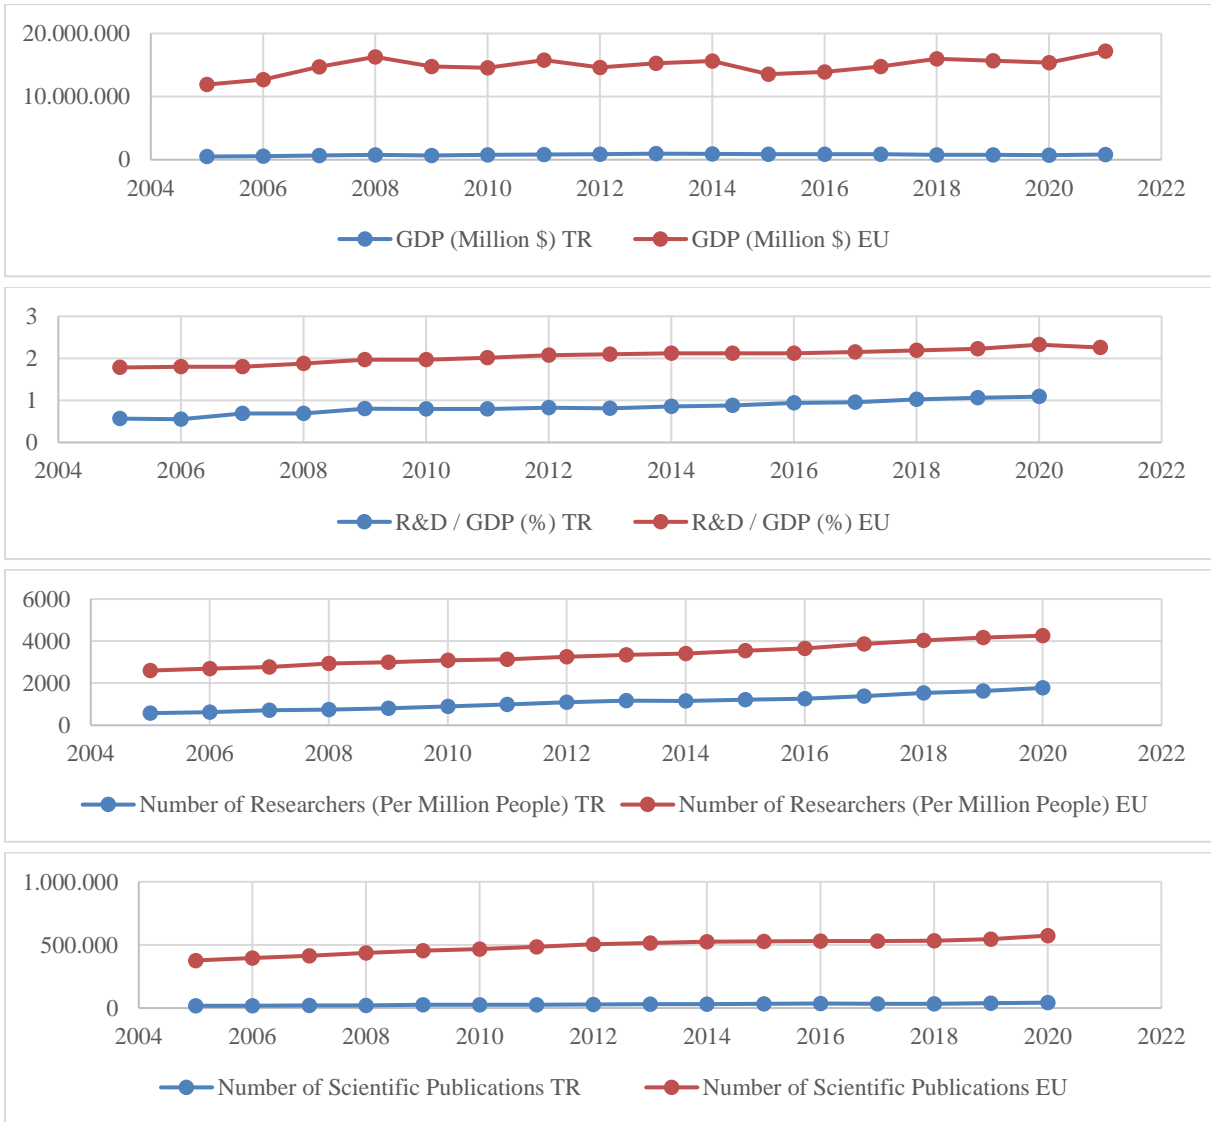 20.000.000
10.000.000
0
2004 2006 2008 2010 2012 2014 2016 2018 2020 2022
GDP (Million $) TR GDP (Million $) EU
3
2
1
0
2004 2006 2008 2010 2012 2014 2016 2018 2020 2022
R&D / GDP (%) TR R&D / GDP (%) EU
6000
4000
2000
0
2004 2006 2008 2010 2012 2014 2016 2018 2020 2022
Number of Researchers (Per Million People) TR Number of Researchers (Per Million People) EU
1.000.000
500.000
0
2004 2006 2008 2010 2012 2014 2016 2018 2020 2022
Number of Scientific Publications TR Number of Scientific Publications EU